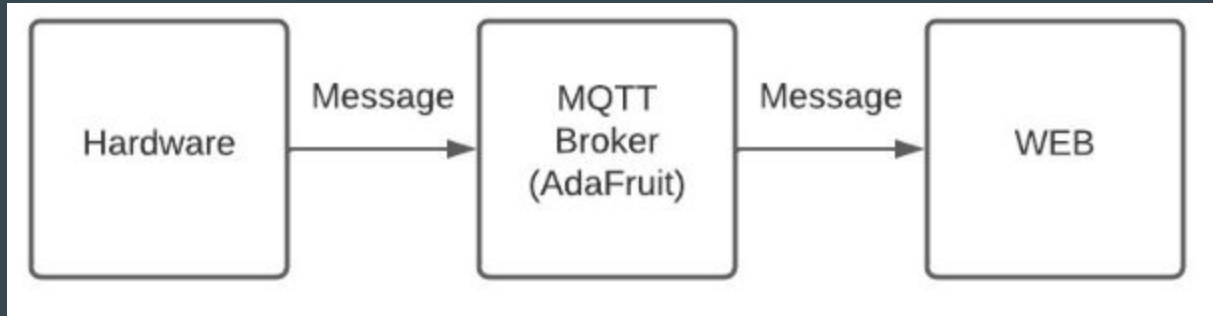 Hardware
Message
MQTT
Broker
(AdaFruit)
Message
WEB